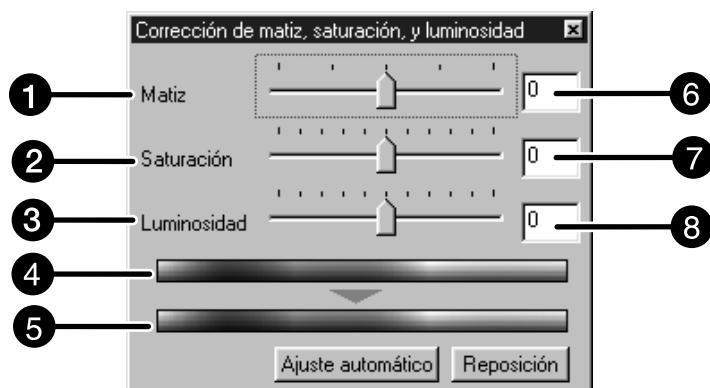 Corrección de matiz, saturación, y luminosidad
1 Matiz 0 6
2 Saturación 0 7
3 Luminosidad 0 8
4
5
Ajuste automático Reposición